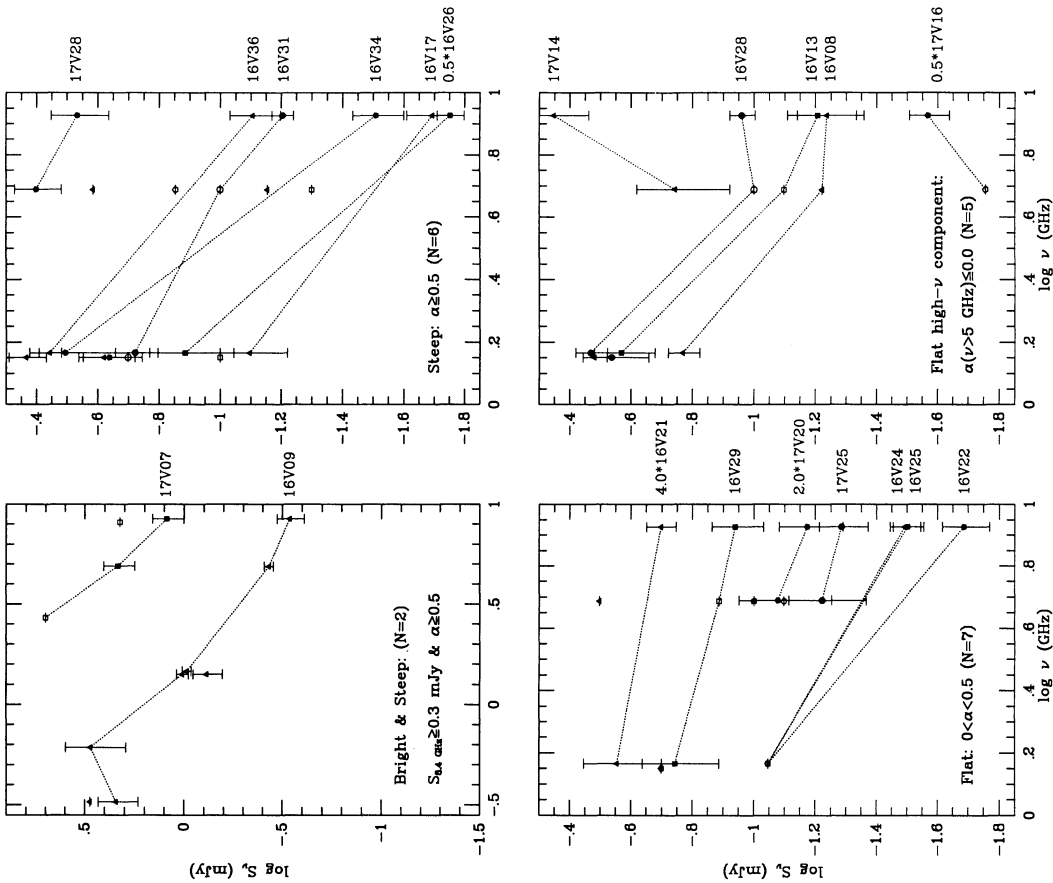 log Sν (mJy)
.5
0
−.5
−1
−1.5
−.5
0
.5
1
17V07
16V09
Bright & Steep: (N=2)
S8.4 GHz≥0.3 mJy & α≥0.5
−.4
−.6
−.8
−1
−1.2
−1.4
−1.6
−1.8
0
.2
.4
.6
.8
1
Steep: α≥0.5 (N=6)
17V28
16V36
16V31
16V34
16V17
0.5*16V26
log Sν (mJy)
−.4
−.6
−.8
−1
−1.2
−1.4
−1.6
−1.8
0
.2
.4
.6
.8
1
log ν (GHz)
Flat: 0<α<0.5 (N=7)
4.0*16V21
16V29
2.0*17V20
17V25
16V24
16V25
16V22
−.4
−.6
−.8
−1
−1.2
−1.4
−1.6
−1.8
0
.2
.4
.6
.8
1
log ν (GHz)
Flat high−ν component:
α(ν>5 GHz)≤0.0 (N=5)
17V14
16V28
16V13
16V08
0.5*17V16